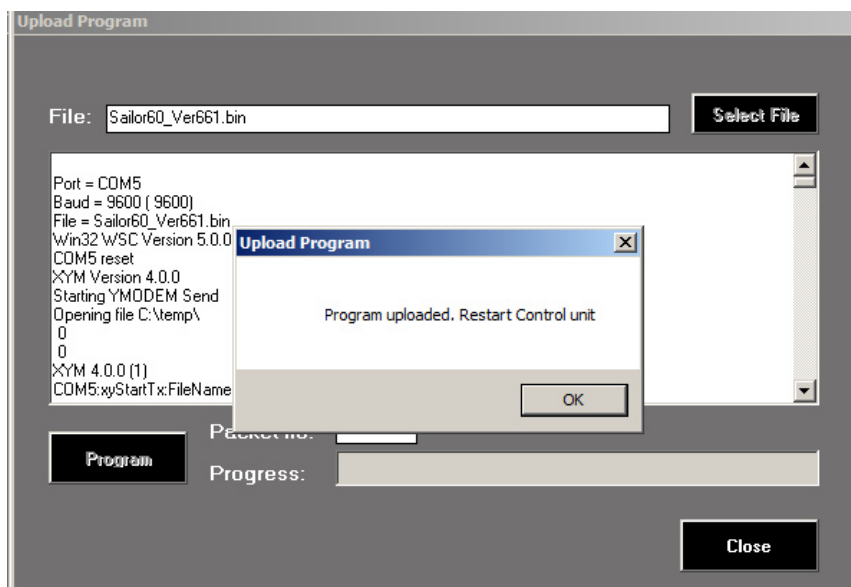 Upload Program
File: Sailor60_Ver661.bin Select File
Port = COM5
Baud = 9600 ( 9600)
File = Sailor60_Ver661.bin
Win32 WSC Version 5.0.0
COM5 reset
XYM Version 4.0.0
Starting YMODEM Send
Opening file C:\temp\
0
0
XYM 4.0.0 (1)
COM5:xyStartTx:FileName
Upload Program
Program uploaded. Restart Control unit
OK
Packet no:
Program
Progress:
Close